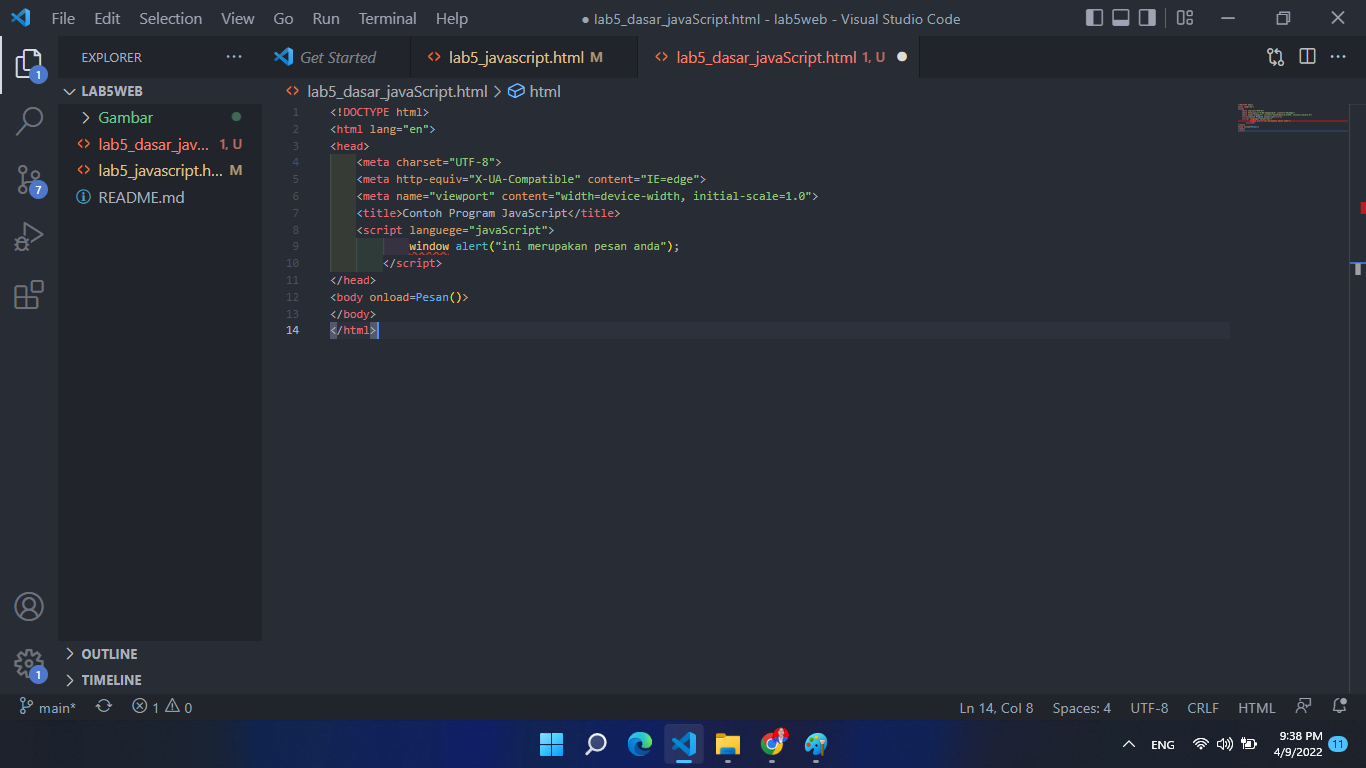 File Edit Selection View Go Run Terminal Help
● lab5_dasar_javaScript.html - lab5web - Visual Studio Code
EXPLORER
Get Started
lab5_javascript.html M
lab5_dasar_javaScript.html 1, U
LAB5WEB
Gambar
lab5_dasar_jav... 1, U
lab5_javascript.h... M
README.md
lab5_dasar_javaScript.html > html
1 <!DOCTYPE html>
2 <html lang="en">
3 <head>
4 <meta charset="UTF-8">
5 <meta http-equiv="X-UA-Compatible" content="IE=edge">
6 <meta name="viewport" content="width=device-width, initial-scale=1.0">
7 <title>Contoh Program JavaScript</title>
8 <script languege="javaScript">
9 window alert("ini merupakan pesan anda");
10 </script>
11 </head>
12 <body onload=Pesan()>
13 </body>
14 </html>
1
7
1
OUTLINE
TIMELINE
main* 1 0
Ln 14, Col 8 Spaces: 4 UTF-8 CRLF HTML
ENG
9:38 PM
4/9/2022
11